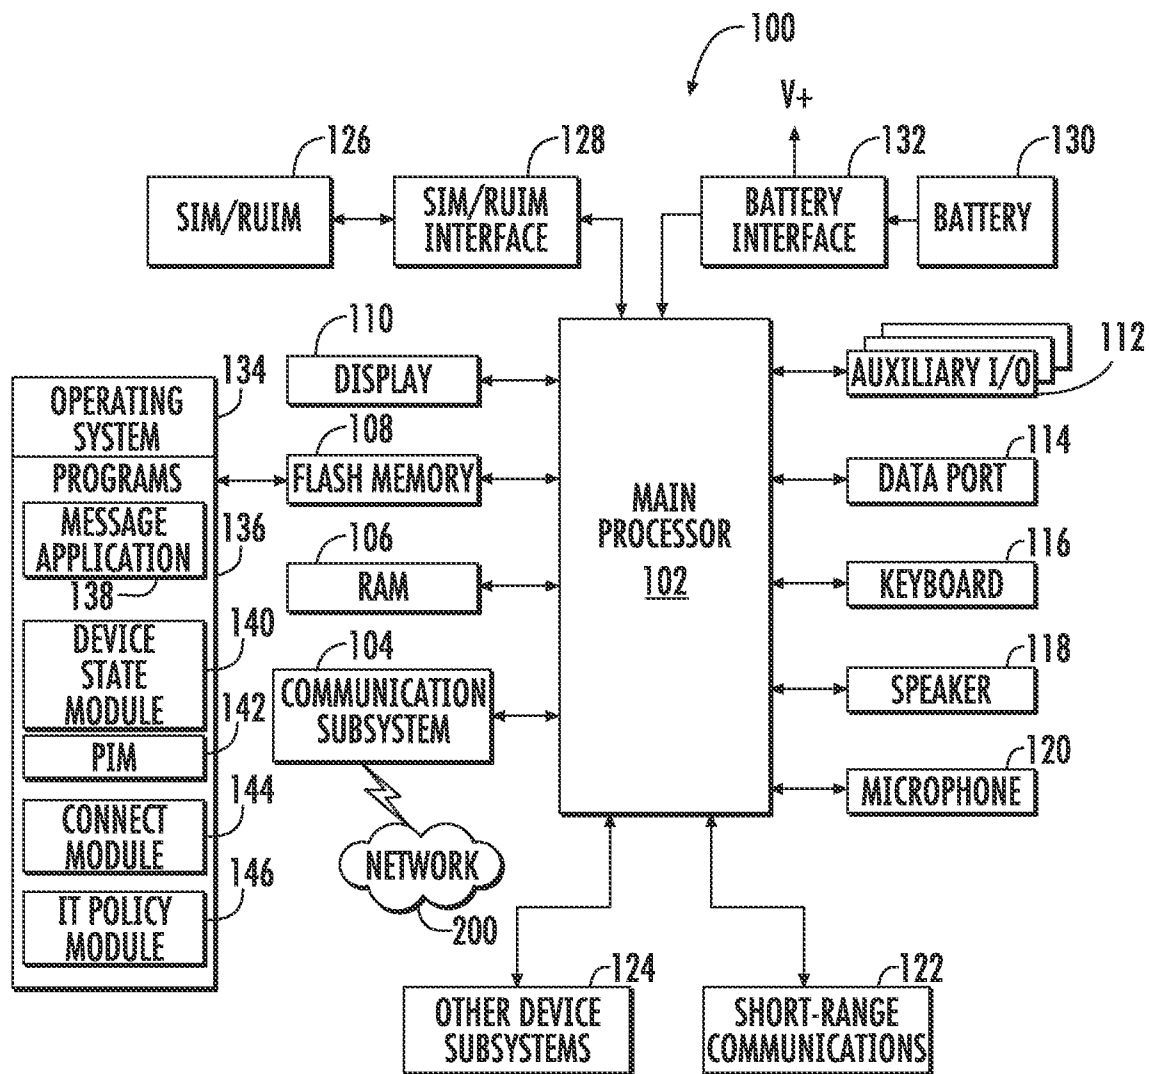 100
V+
126
128
132
130
SIM/RUIM
SIM/RUIM
INTERFACE
BATTERY
INTERFACE
BATTERY
110
DISPLAY
112
AUXILIARY I/O
134
OPERATING
SYSTEM
108
FLASH MEMORY
114
DATA PORT
PROGRAMS
MESSAGE
APPLICATION
136
138
MAIN
PROCESSOR
102
106
RAM
116
KEYBOARD
140
DEVICE
STATE
MODULE
104
COMMUNICATION
SUBSYSTEM
118
SPEAKER
142
PIM
120
MICROPHONE
144
CONNECT
MODULE
NETWORK
200
146
IT POLICY
MODULE
124
OTHER DEVICE
SUBSYSTEMS
122
SHORT-RANGE
COMMUNICATIONS